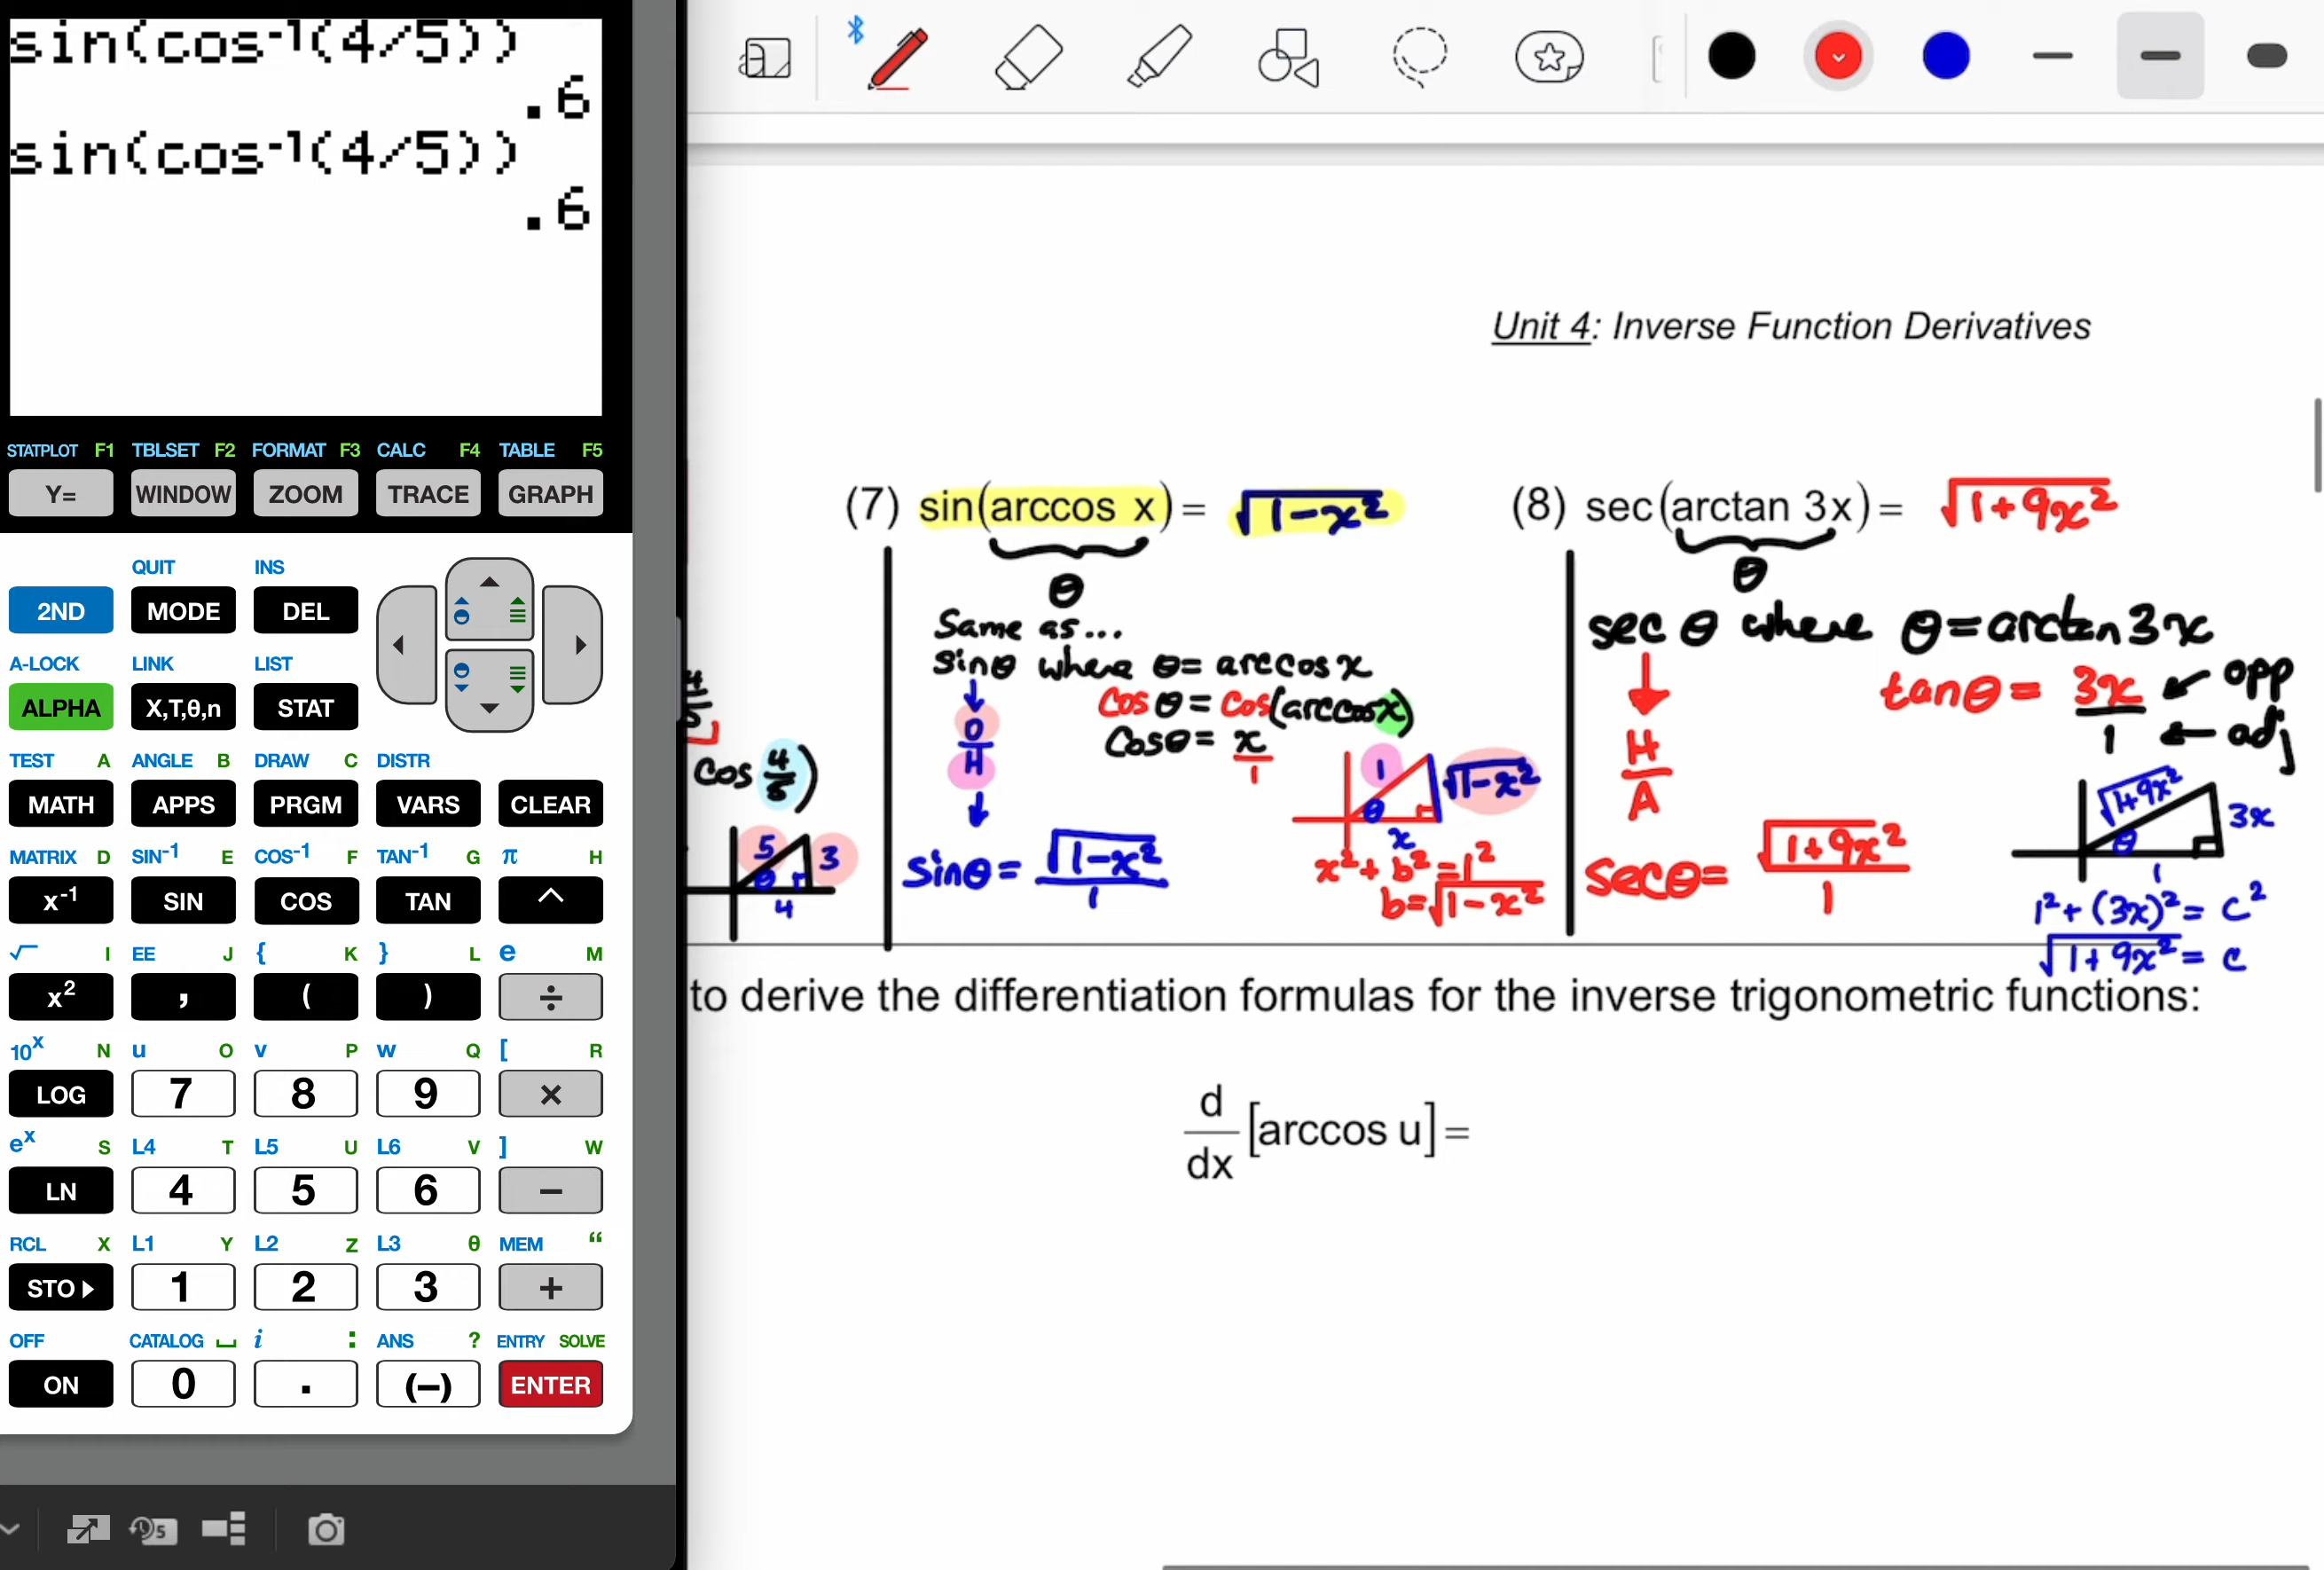 sin(cos⁻¹(4/5))
.6
sin(cos⁻¹(4/5))
.6
STATPLOT F1 TBLSET F2 FORMAT F3 CALC F4 TABLE F5
Y= WINDOW ZOOM TRACE GRAPH
QUIT INS
2ND MODE DEL
A-LOCK LINK LIST
ALPHA X,T,θ,n STAT
TEST A ANGLE B DRAW C DISTR
MATH APPS PRGM VARS CLEAR
MATRIX D SIN⁻¹ E COS⁻¹ F TAN⁻¹ G π H
x⁻¹ SIN COS TAN ^
√ I EE J { K } L e M
x² , ( ) ÷
10ˣ N u O v P w Q [ R
LOG 7 8 9 ×
eˣ S L4 T L5 U L6 V ] W
LN 4 5 6 −
RCL X L1 Y L2 Z L3 θ MEM “
STO▸ 1 2 3 +
OFF CATALOG ⎵ i : ANS ? ENTRY SOLVE
ON 0 . (−) ENTER
5
a
Unit 4: Inverse Function Derivatives
cos 4/5)
5
3
θ
4
(7) sin(arccos x) = √(1−x²)
θ
Same as...
sinθ where θ = arccos x
cos θ = cos(arccos x)
O/H
cosθ = x/1
1
√(1−x²)
θ
x
sinθ = √(1−x²)/1
x² + b² = 1²
b = √(1−x²)
(8) sec(arctan 3x) = √(1+9x²)
θ
sec θ where θ = arctan 3x
tanθ = 3x/1
opp
adj
H/A
√(1+9x²)
3x
θ
1
secθ = √(1+9x²)/1
1² + (3x)² = c²
√(1+9x²) = c
to derive the differentiation formulas for the inverse trigonometric functions:
d/dx [arccos u] =